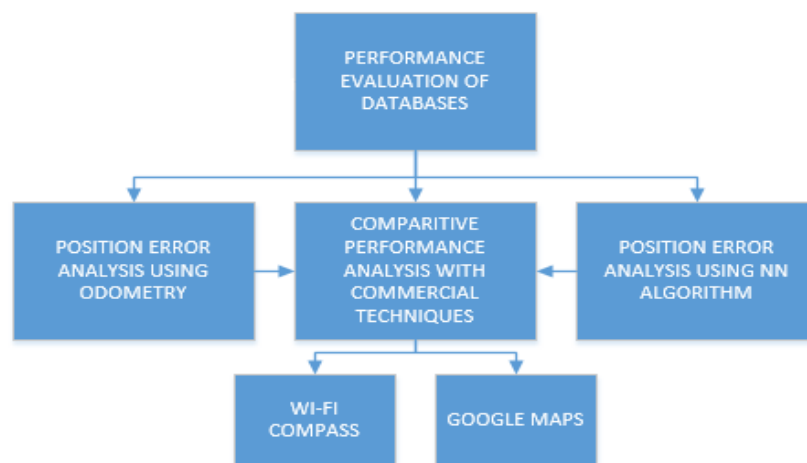 PERFORMANCE
EVALUATION OF
DATABASES
POSITION ERROR
ANALYSIS USING
ODOMETRY
COMPARITIVE
PERFORMANCE
ANALYSIS WITH
COMMERCIAL
TECHNIQUES
POSITION ERROR
ANALYSIS USING NN
ALGORITHM
WI-FI
COMPASS
GOOGLE MAPS